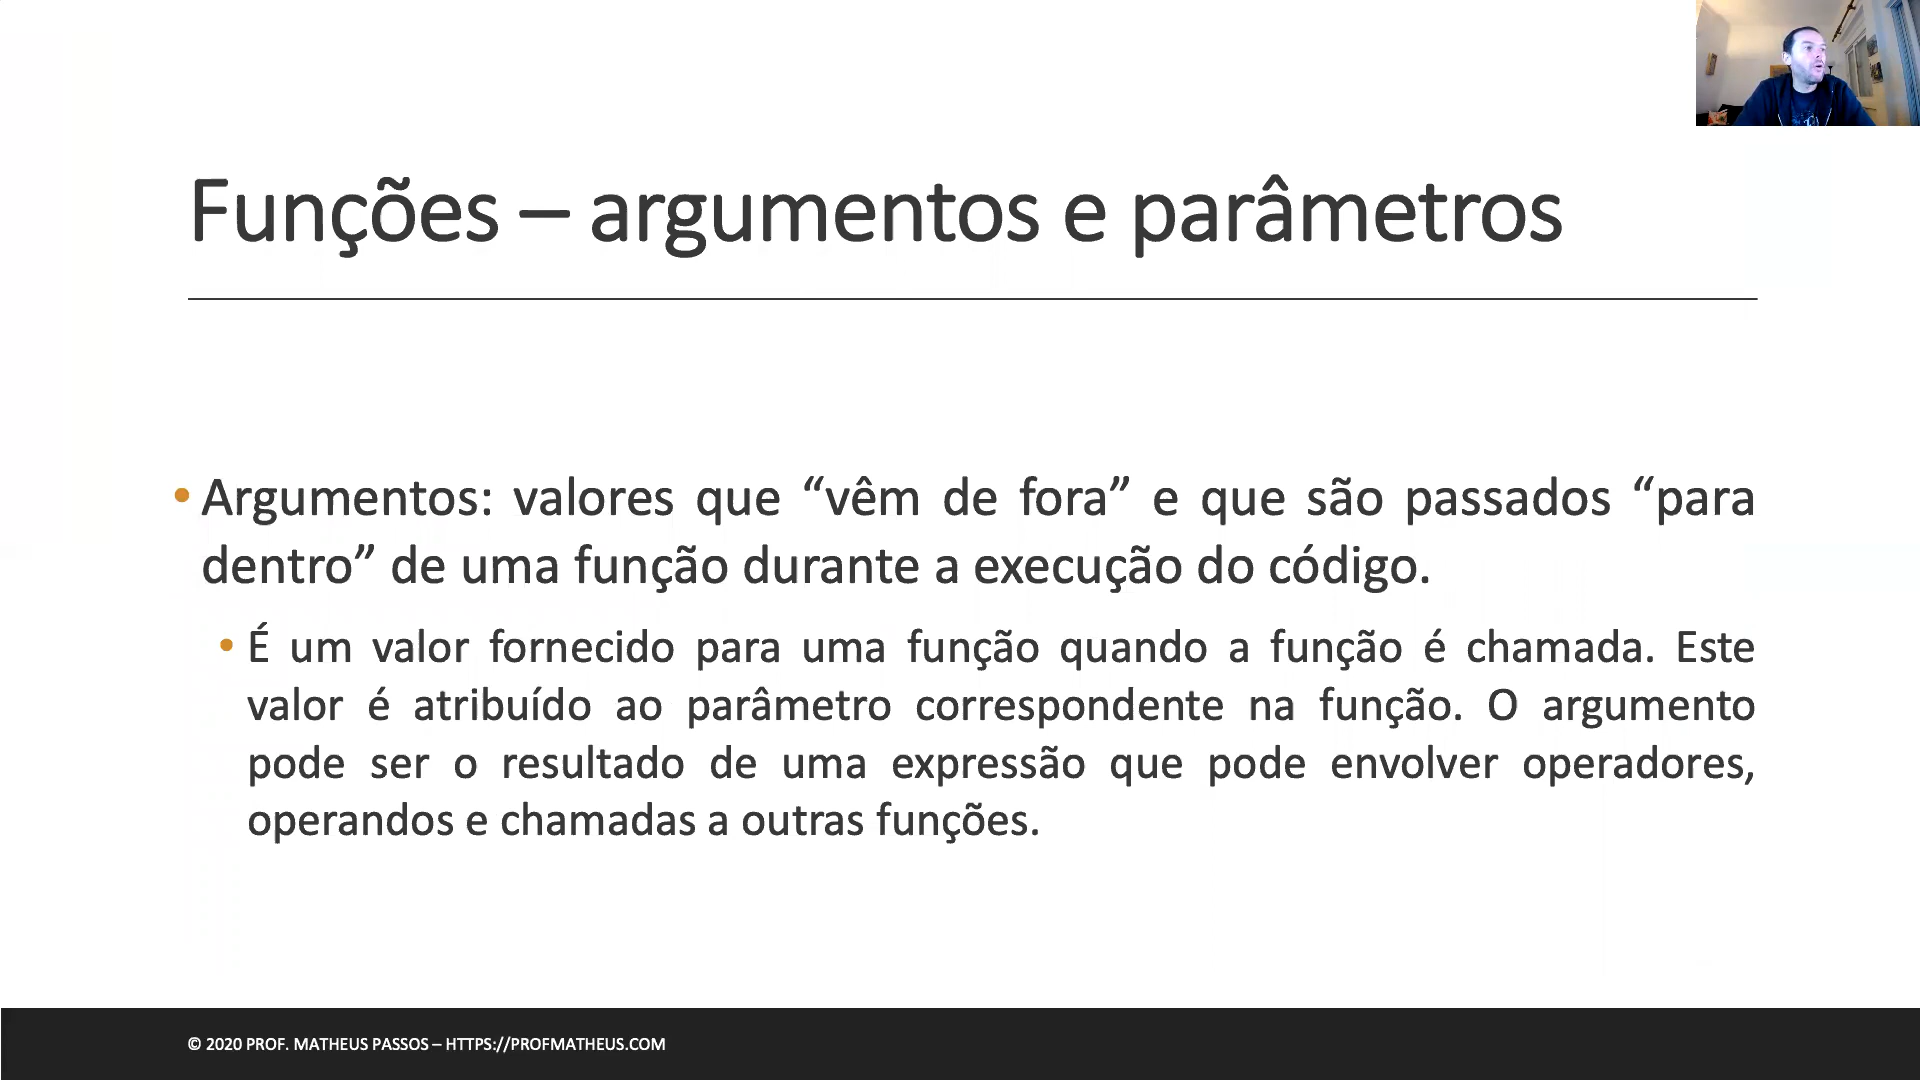 Funções – argumentos e parâmetros
• Argumentos: valores que “vêm de fora” e que são passados “para
dentro” de uma função durante a execução do código.
• É um valor fornecido para uma função quando a função é chamada. Este
valor é atribuído ao parâmetro correspondente na função. O argumento
pode ser o resultado de uma expressão que pode envolver operadores,
operandos e chamadas a outras funções.
© 2020 PROF. MATHEUS PASSOS – HTTPS://PROFMATHEUS.COM